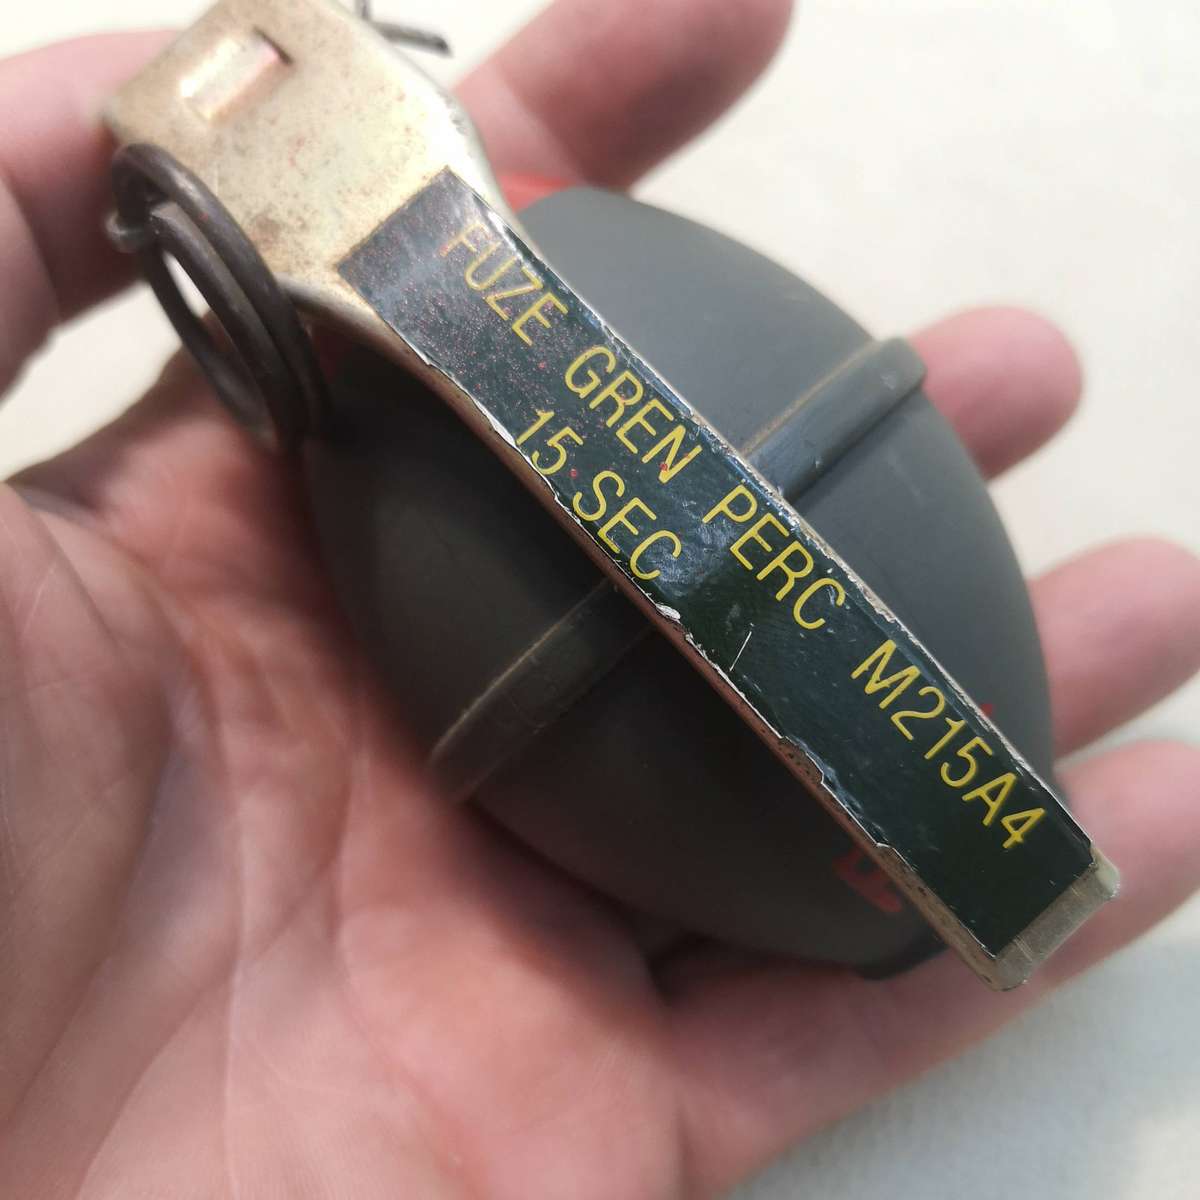 FUZE GREN PERC M215A4
15 SEC